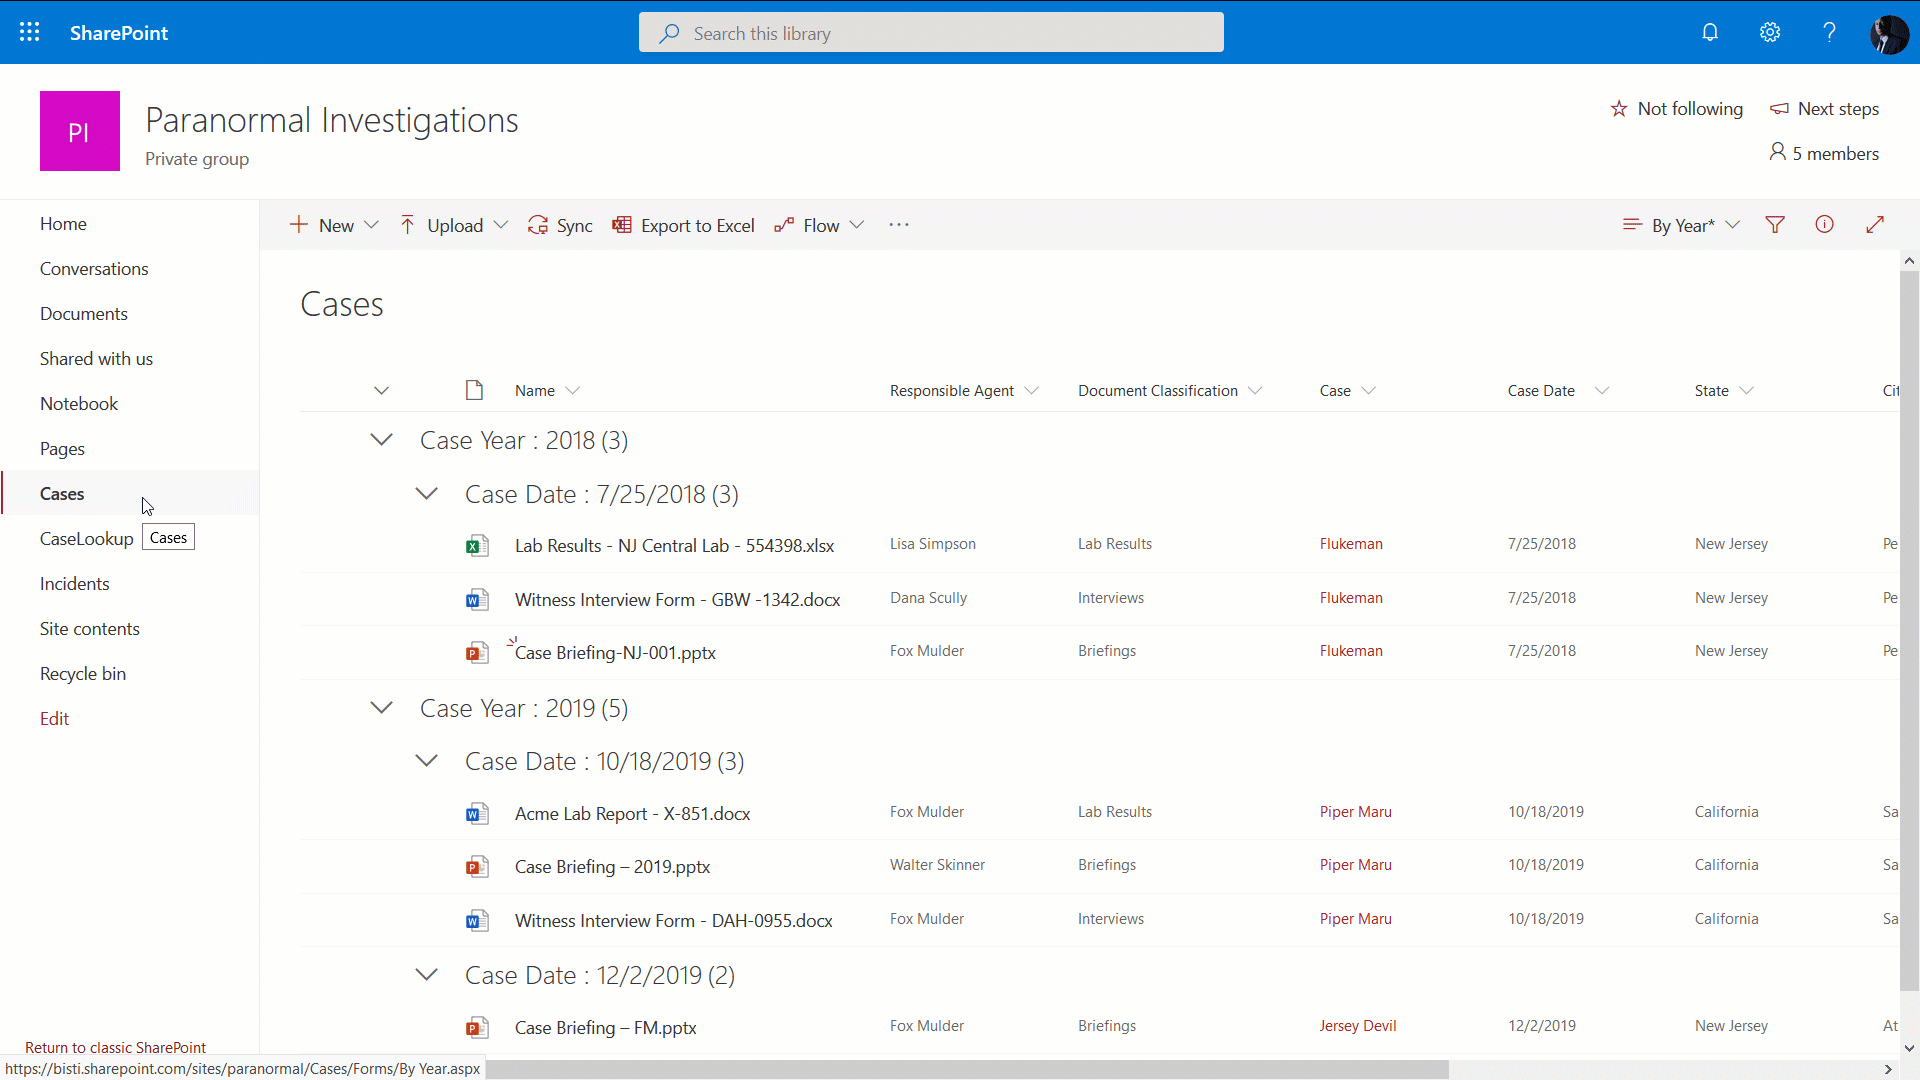 SharePoint
Search this library
?
PI
Paranormal Investigations
Private group
Not following
Next steps
5 members
Home
Conversations
Documents
Shared with us
Notebook
Pages
Cases
CaseLookup
Cases
Incidents
Site contents
Recycle bin
Edit
Return to classic SharePoint
New
Upload
Sync
Export to Excel
Flow
···
By Year*
Cases
Name Responsible Agent Document Classification Case Case Date State Cit
Case Year : 2018 (3)
Case Date : 7/25/2018 (3)
Lab Results - NJ Central Lab - 554398.xlsx Lisa Simpson Lab Results Flukeman 7/25/2018 New Jersey Pe
Witness Interview Form - GBW -1342.docx Dana Scully Interviews Flukeman 7/25/2018 New Jersey Pe
Case Briefing-NJ-001.pptx Fox Mulder Briefings Flukeman 7/25/2018 New Jersey Pe
Case Year : 2019 (5)
Case Date : 10/18/2019 (3)
Acme Lab Report - X-851.docx Fox Mulder Lab Results Piper Maru 10/18/2019 California Sa
Case Briefing – 2019.pptx Walter Skinner Briefings Piper Maru 10/18/2019 California Sa
Witness Interview Form - DAH-0955.docx Fox Mulder Interviews Piper Maru 10/18/2019 California Sa
Case Date : 12/2/2019 (2)
Case Briefing – FM.pptx Fox Mulder Briefings Jersey Devil 12/2/2019 New Jersey At
https://bisti.sharepoint.com/sites/paranormal/Cases/Forms/By Year.aspx